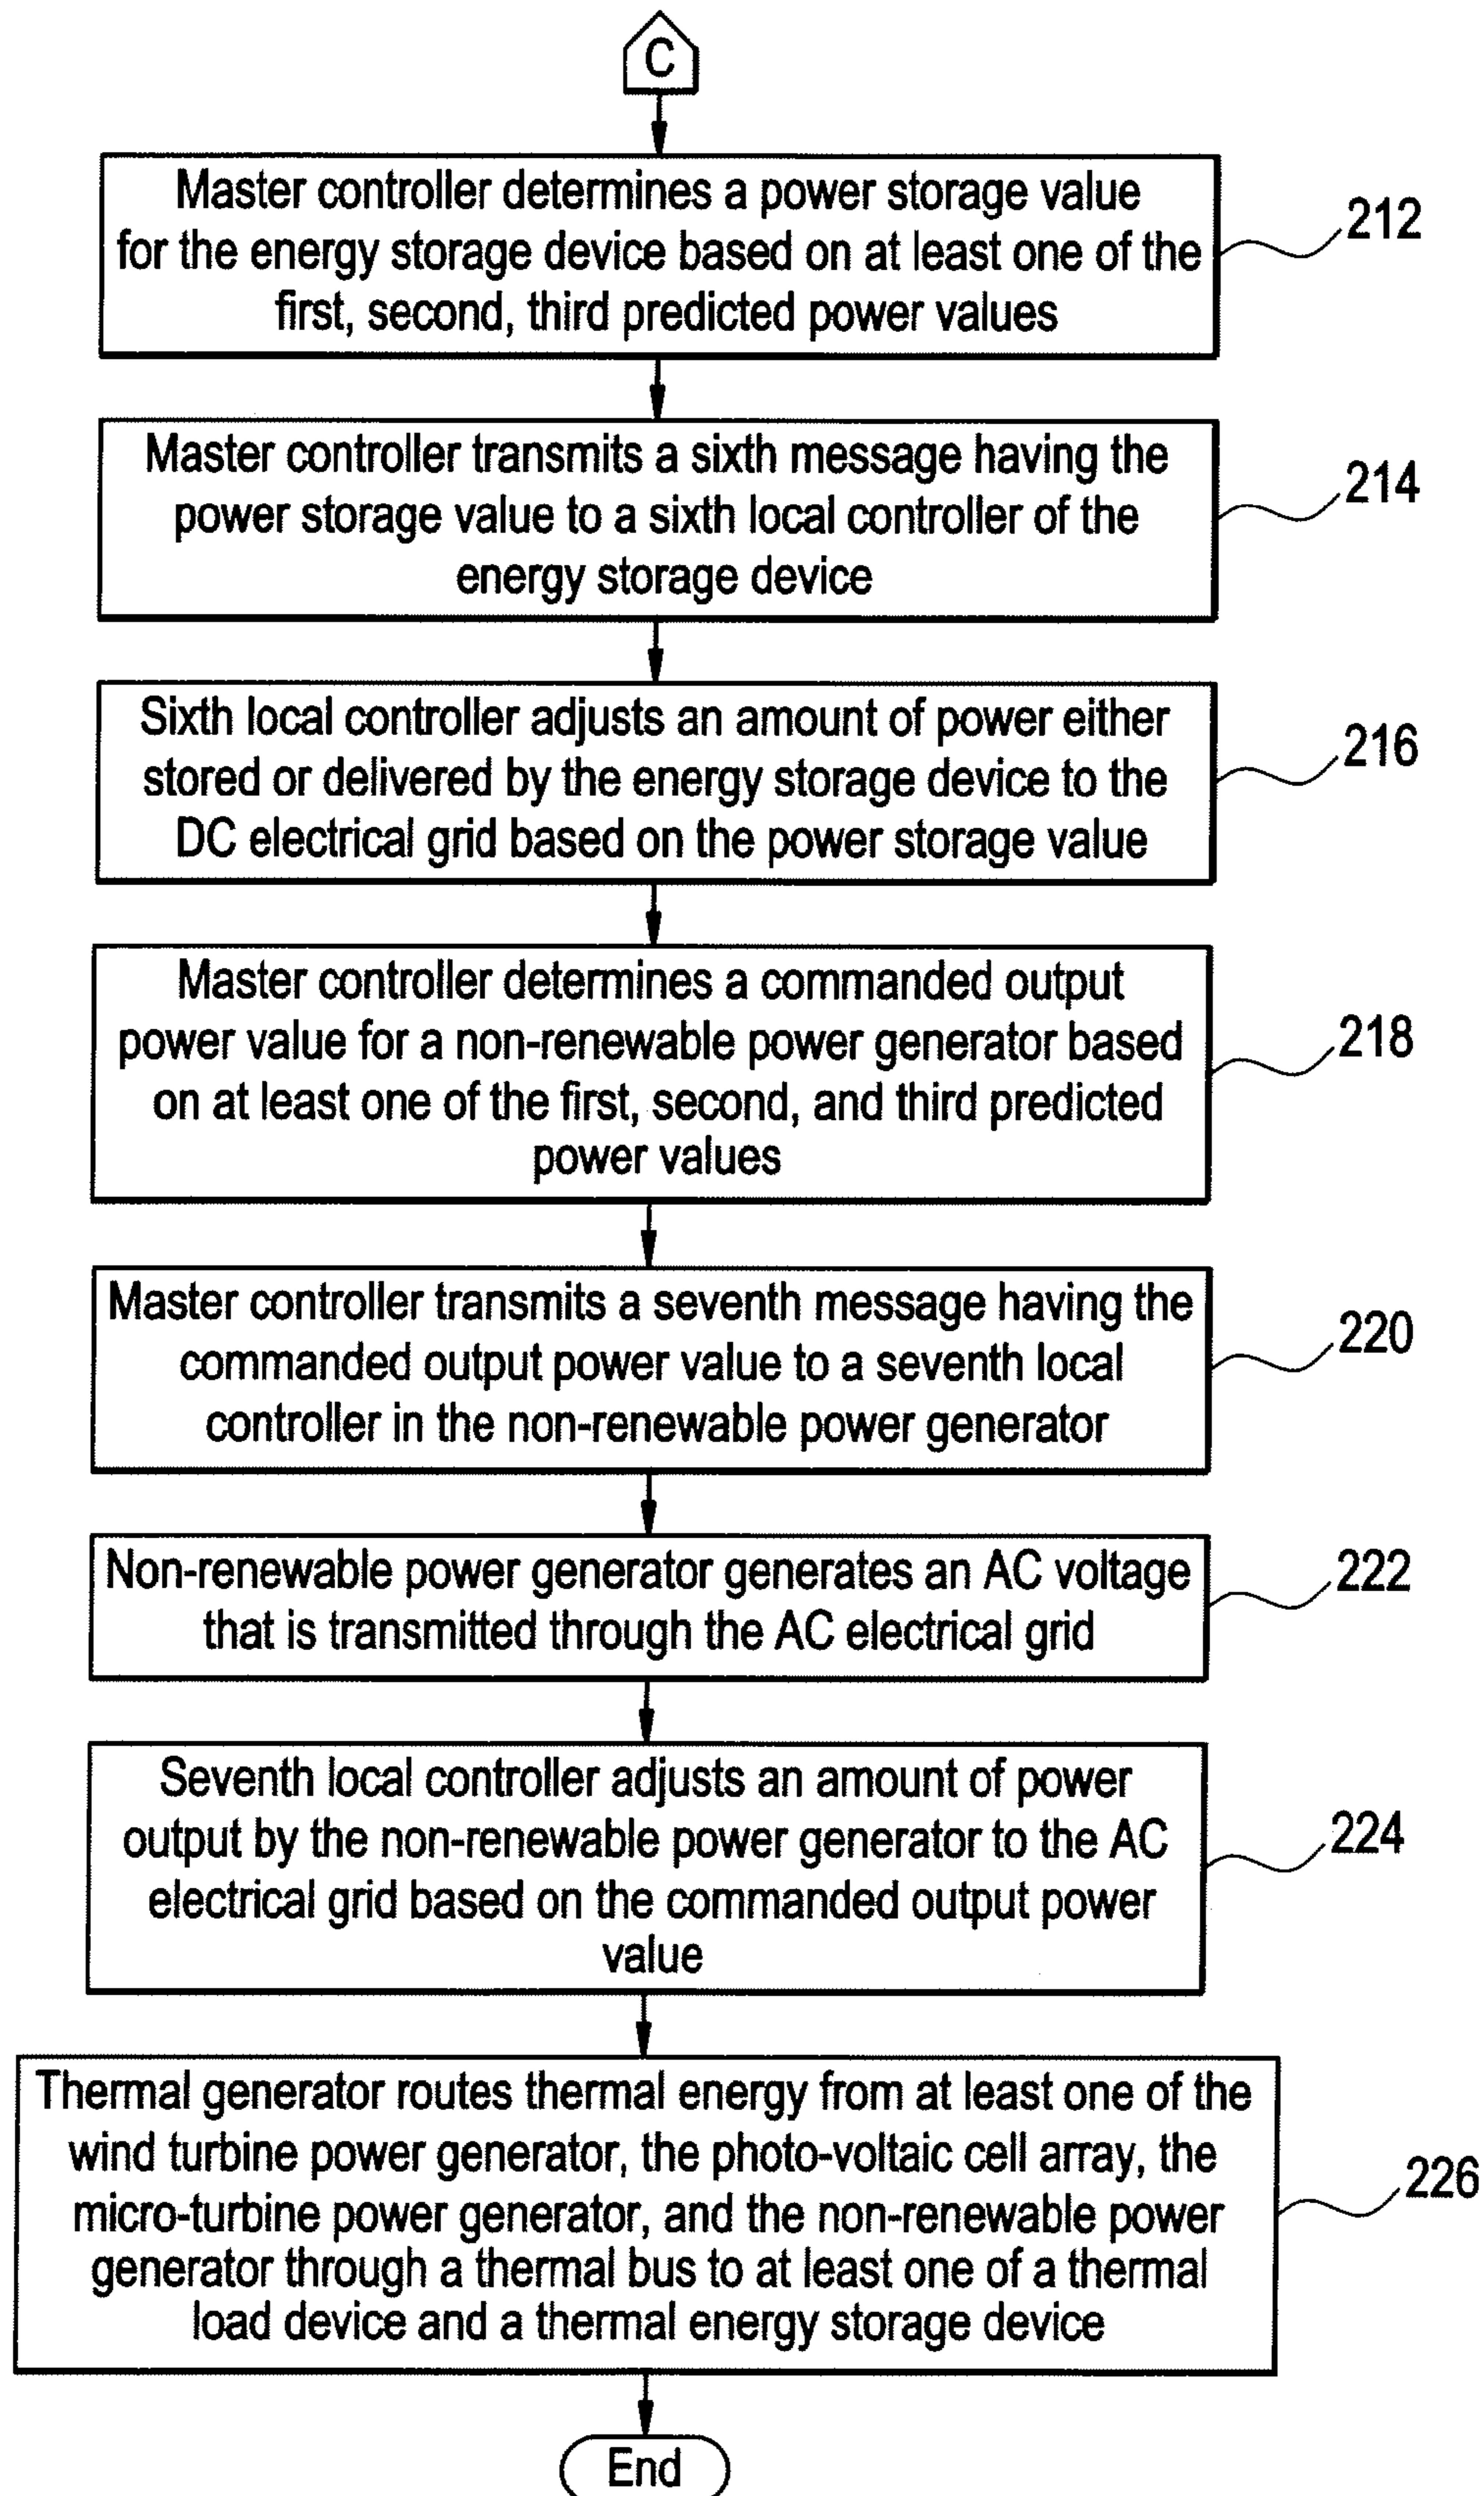 C
Master controller determines a power storage value
for the energy storage device based on at least one of the
first, second, third predicted power values
212
Master controller transmits a sixth message having the
power storage value to a sixth local controller of the
energy storage device
214
Sixth local controller adjusts an amount of power either
stored or delivered by the energy storage device to the
DC electrical grid based on the power storage value
216
Master controller determines a commanded output
power value for a non-renewable power generator based
on at least one of the first, second, and third predicted
power values
218
Master controller transmits a seventh message having the
commanded output power value to a seventh local
controller in the non-renewable power generator
220
Non-renewable power generator generates an AC voltage
that is transmitted through the AC electrical grid
222
Seventh local controller adjusts an amount of power
output by the non-renewable power generator to the AC
electrical grid based on the commanded output power
value
224
Thermal generator routes thermal energy from at least one of the
wind turbine power generator, the photo-voltaic cell array, the
micro-turbine power generator, and the non-renewable power
generator through a thermal bus to at least one of a thermal
load device and a thermal energy storage device
226
End